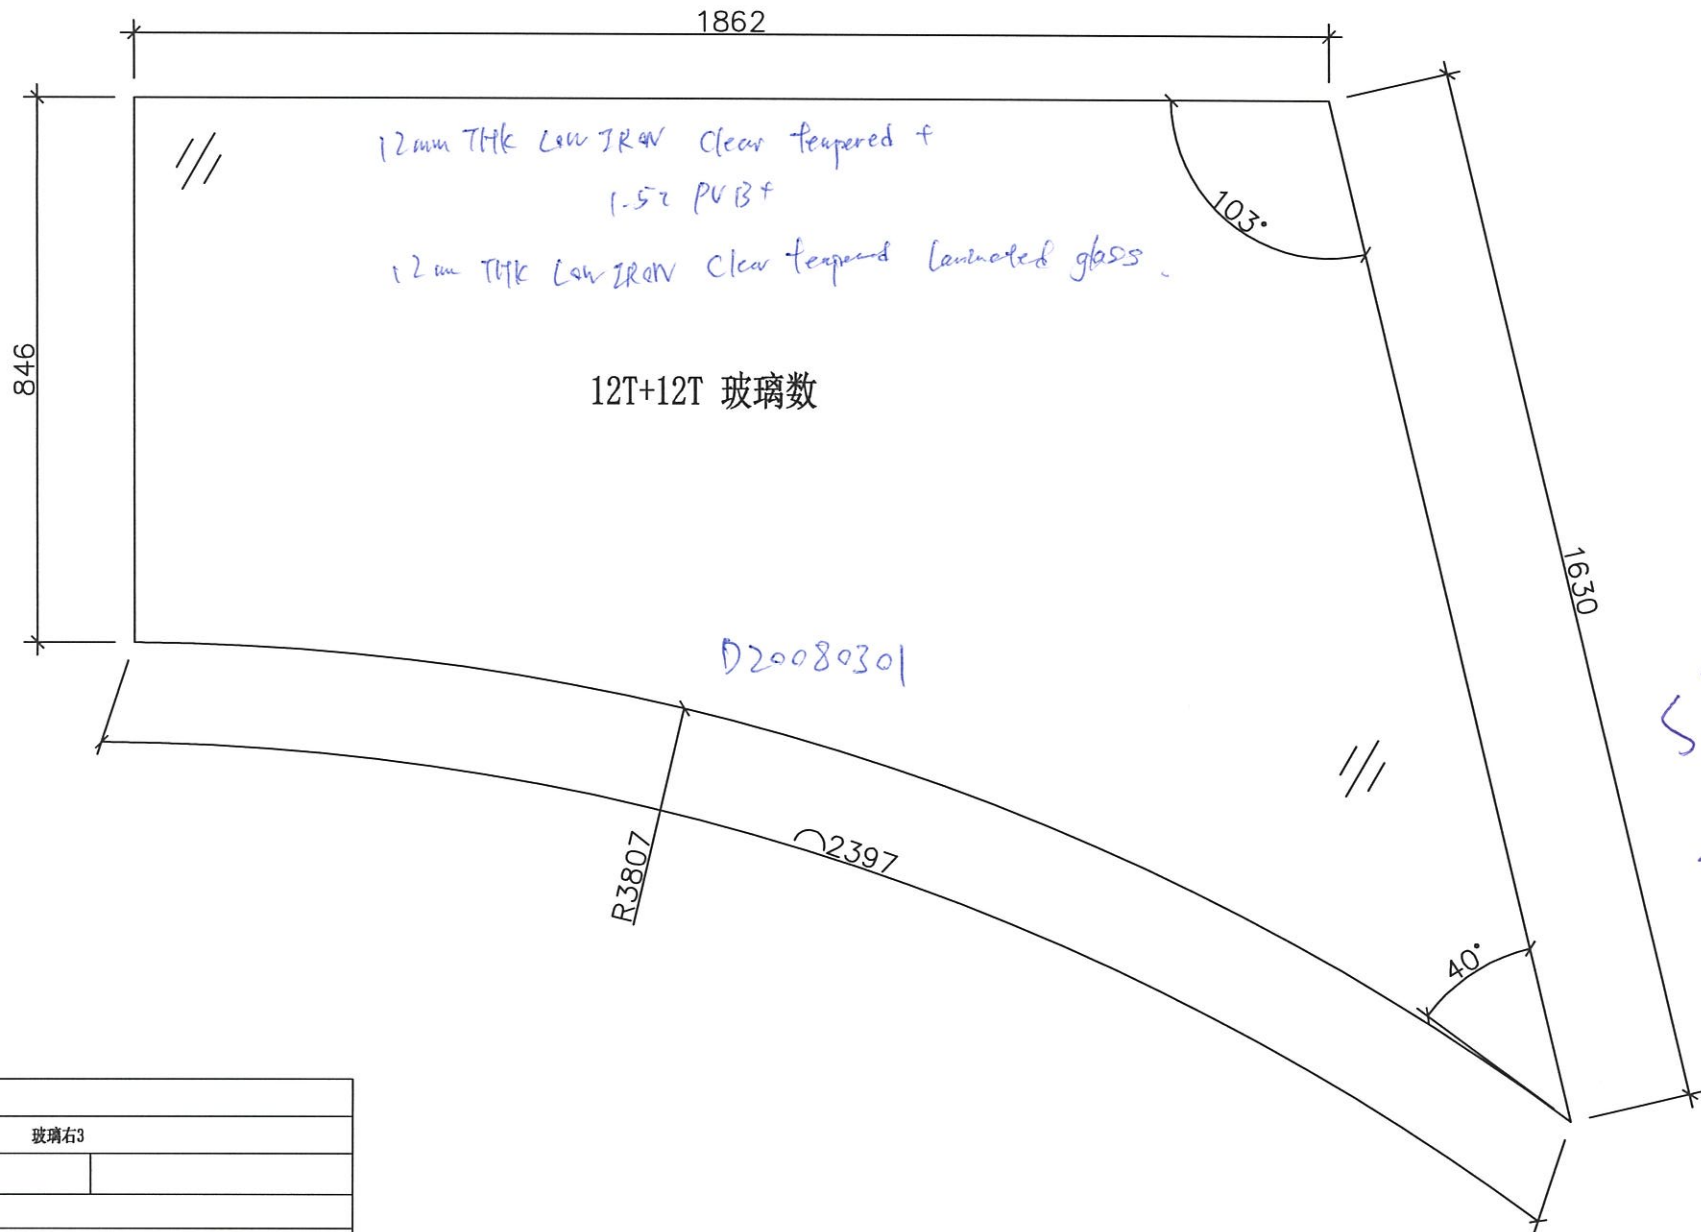 1862
12mm THK Low IRON Clear tempered +
1.52 PVB+
103°
12mm THK Low IRON Clear tempered Laminated glass.
846
12T+12T 玻璃数
1630
D20080301
R3807
⌒2397
40°
玻璃右3